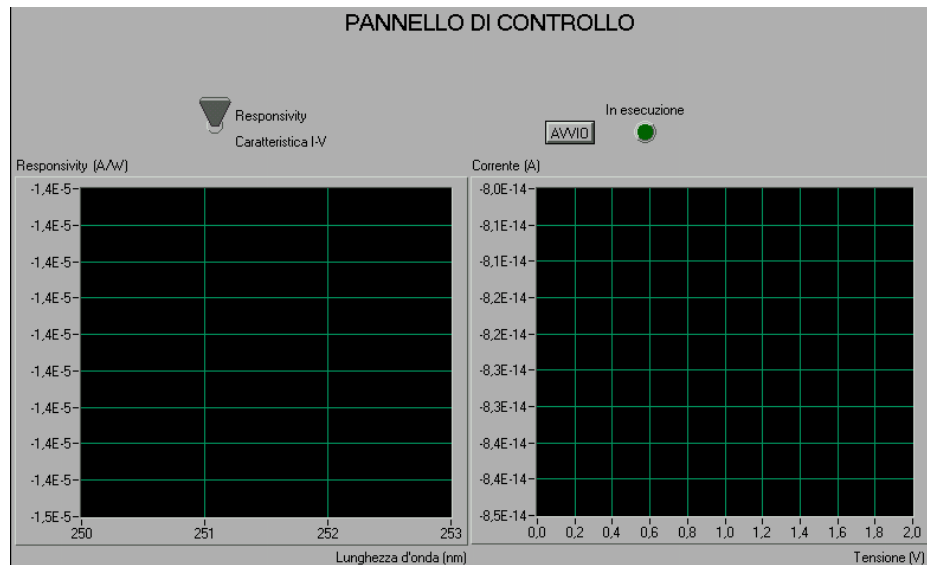 PANNELLO DI CONTROLLO
Responsivity
Caratteristica I-V
In esecuzione
AVVIO
Responsivity (A/W)
-1,4E-5
-1,4E-5
-1,4E-5
-1,4E-5
-1,4E-5
-1,4E-5
-1,4E-5
-1,4E-5
-1,4E-5
-1,5E-5
250 251 252 253
Lunghezza d'onda (nm)
Corrente (A)
-8,0E-14
-8,1E-14
-8,1E-14
-8,2E-14
-8,2E-14
-8,3E-14
-8,3E-14
-8,4E-14
-8,4E-14
-8,5E-14
0,0 0,2 0,4 0,6 0,8 1,0 1,2 1,4 1,6 1,8 2,0
Tensione (V)